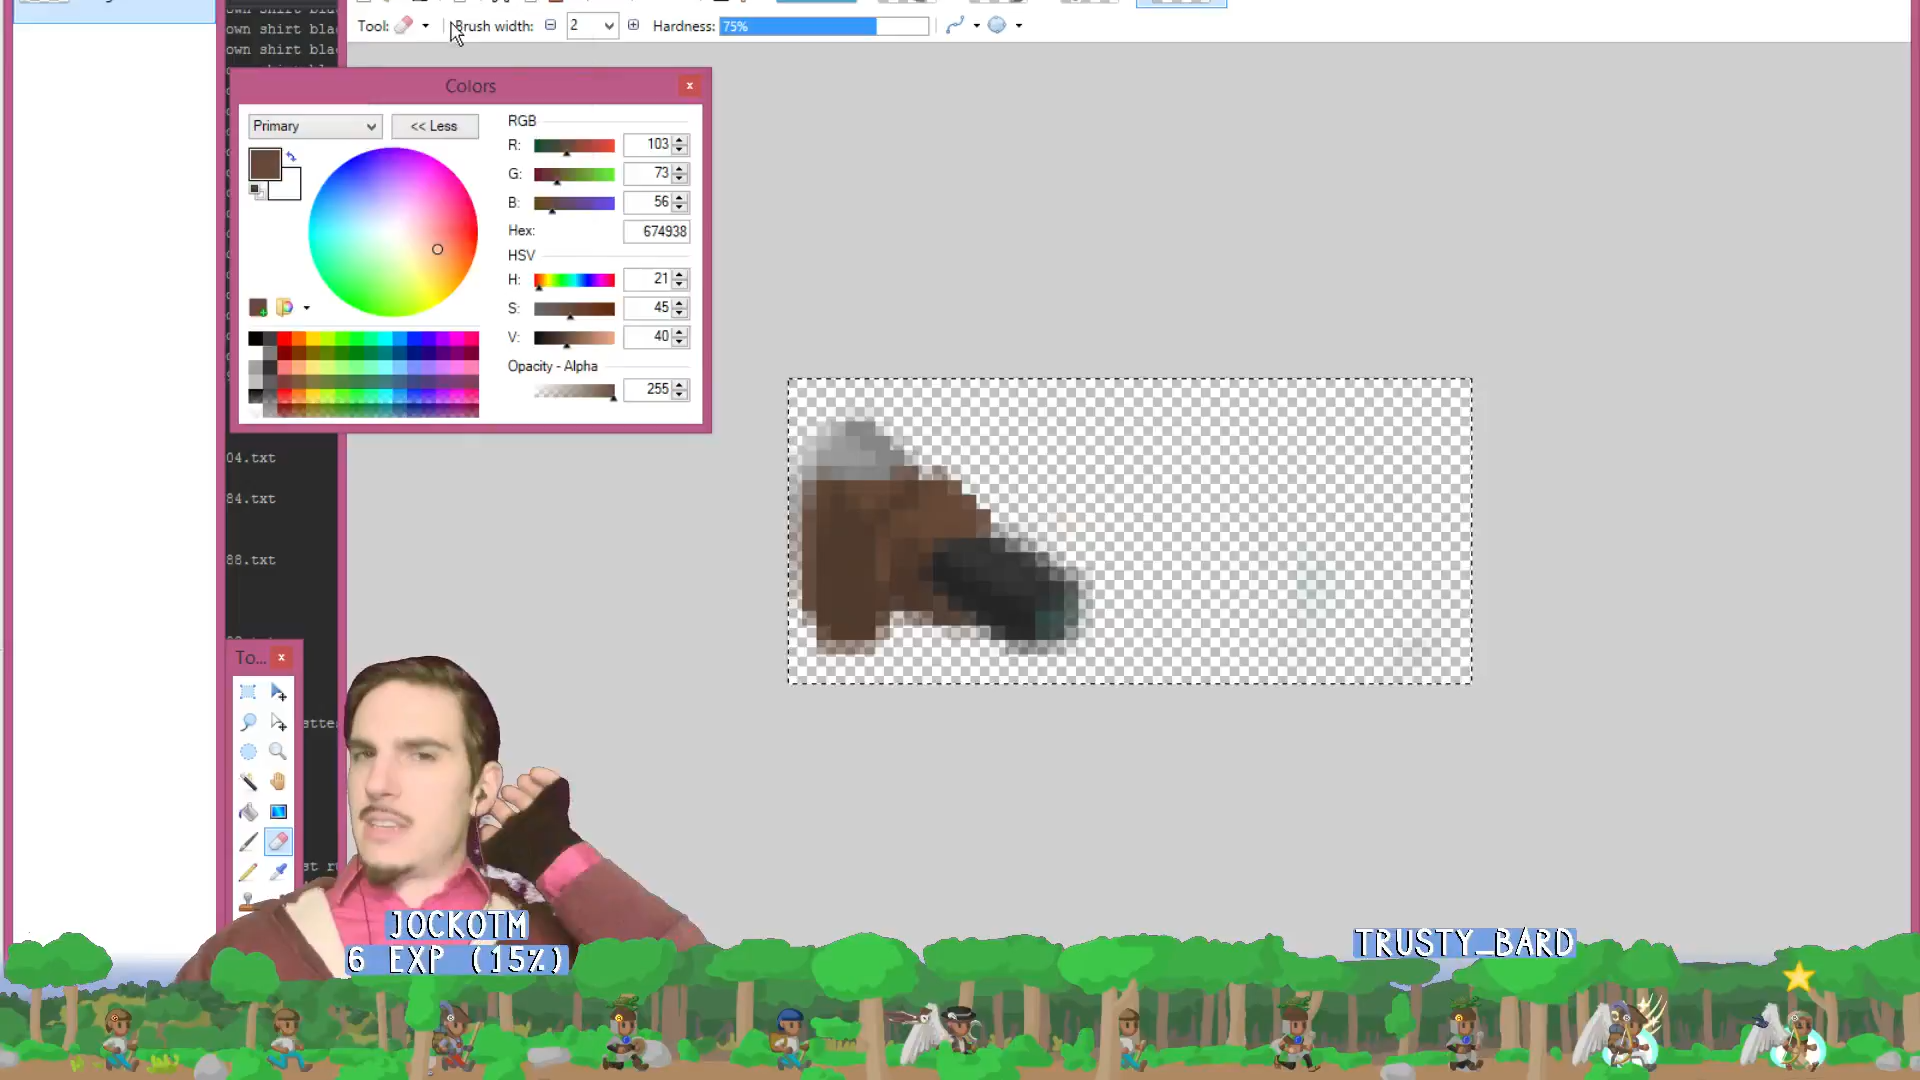 own shirt bla
own shirt bla
Tool:
Brush width:
2
Hardness:
75%
Colors
Primary
<< Less
RGB
R: 103
G: 73
B: 56
Hex: 674938
HSV
H: 21
S: 45
V: 40
Opacity - Alpha
255
04.txt
84.txt
88.txt
To...
JOCKOTM
6 EXP (15%)
TRUSTY_BARD